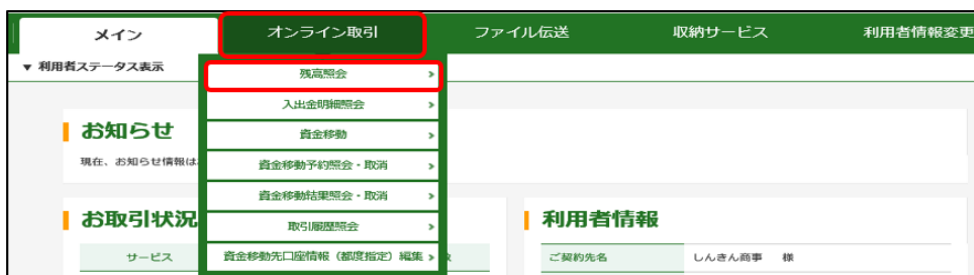 メイン オンライン取引 ファイル伝送 収納サービス 利用者情報変更
▼ 利用者ステータス表示
残高照会 >
入出金明細照会 >
資金移動 >
資金移動予約照会・取消 >
資金移動結果照会・取消 >
取引履歴照会 >
資金移動先口座情報（都度指定）編集 >
お知らせ
現在、お知らせ情報は
お取引状況
サービス
利用者情報
ご契約先名 しんきん商事 様